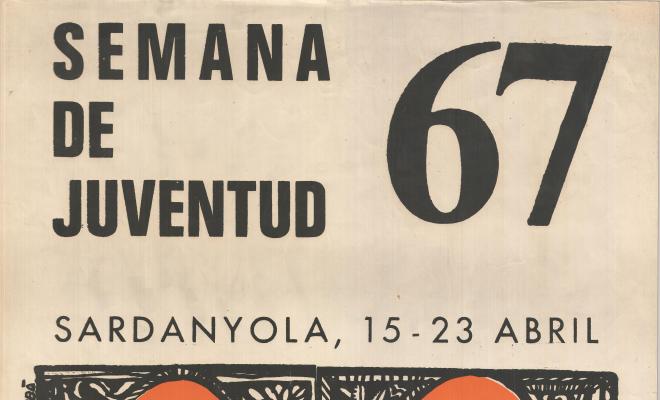 SEMANA
DE
JUVENTUD
67
SARDANYOLA, 15-23 ABRIL